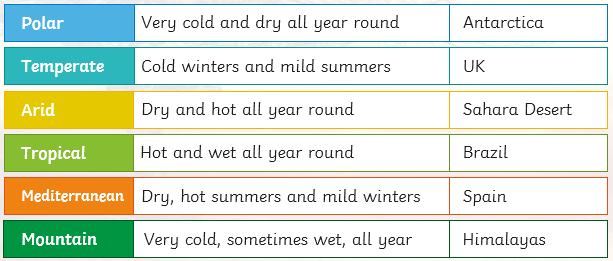 Polar Very cold and dry all year round Antarctica
Temperate Cold winters and mild summers UK
Arid Dry and hot all year round Sahara Desert
Tropical Hot and wet all year round Brazil
Mediterranean Dry, hot summers and mild winters Spain
Mountain Very cold, sometimes wet, all year Himalayas